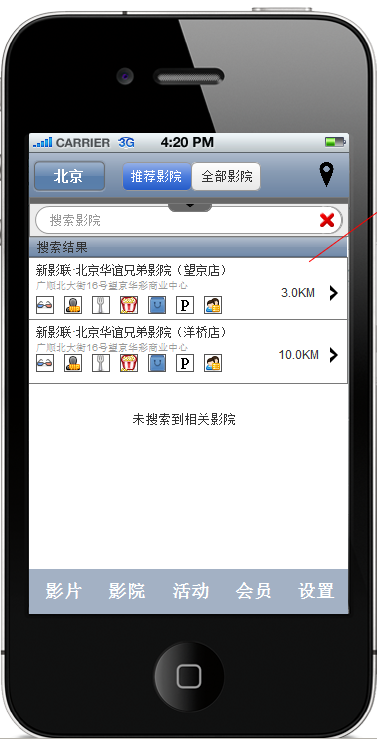 CARRIER 3G 4:20 PM
北京 推荐影院 全部影院
搜索影院
搜索结果
新影联·北京华谊兄弟影院（望京店）
广顺北大街16号望京华彩商业中心
3.0KM
P
新影联·北京华谊兄弟影院（洋桥店）
广顺北大街16号望京华彩商业中心
10.0KM
P
未搜索到相关影院
影片 影院 活动 会员 设置